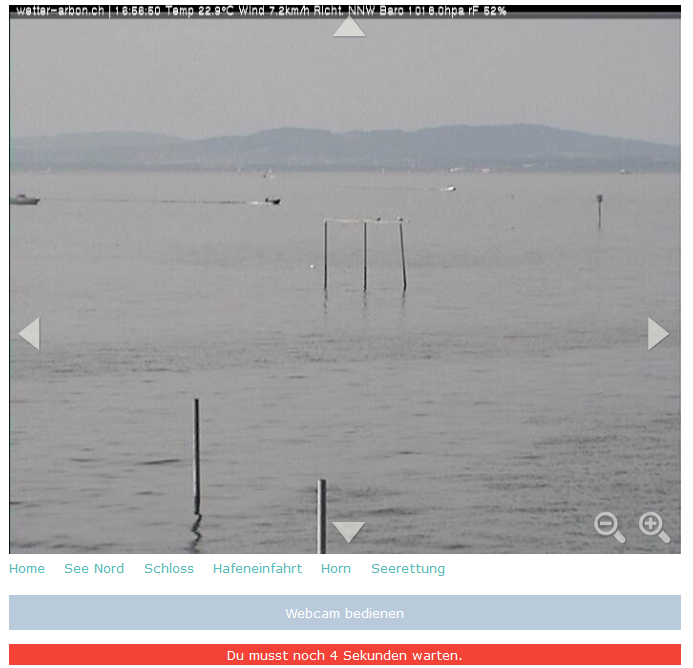 wetter-arbon.ch | 16:56:50 Temp 22.9°C Wind 7.2km/h Richt. NNW Baro 1018.0hpa rF 52%
Home See Nord Schloss Hafeneinfahrt Horn Seerettung
Webcam bedienen
Du musst noch 4 Sekunden warten.